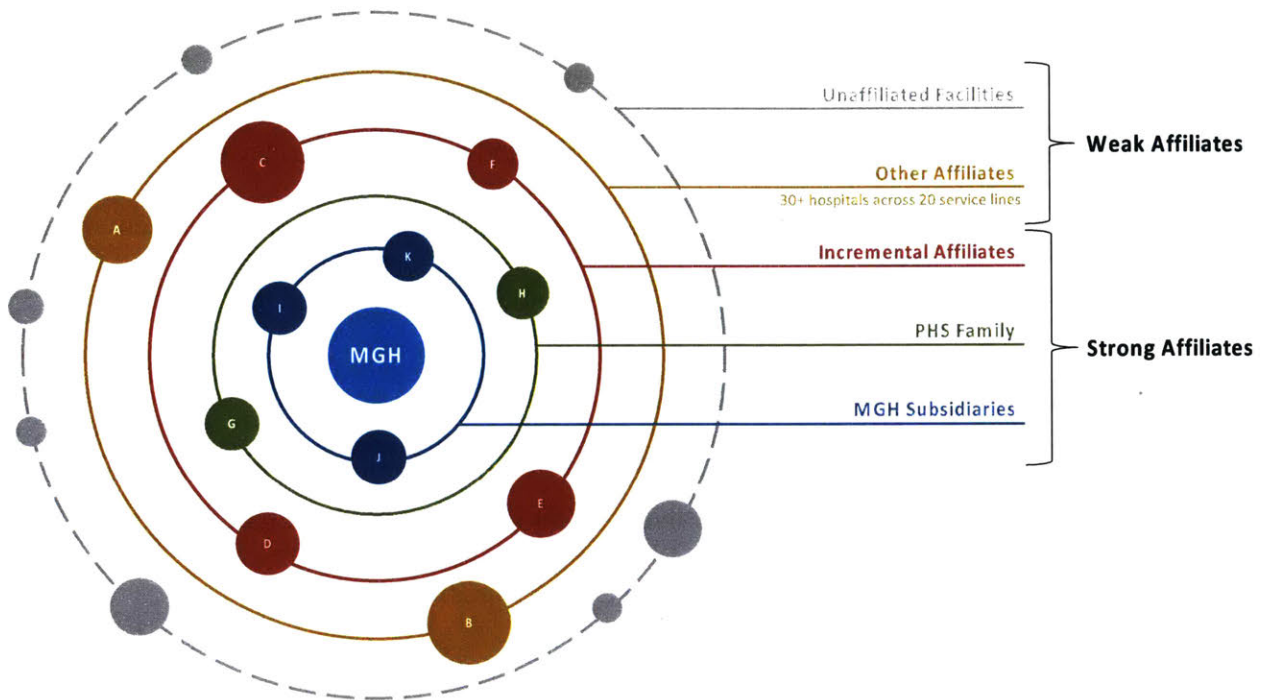 Unaffiliated Facilities
Weak Affiliates
C
F
Other Affiliates
30+ hospitals across 20 service lines
A
K
Incremental Affiliates
H
I
MGH
PHS Family
Strong Affiliates
G
MGH Subsidiaries
J
E
D
B